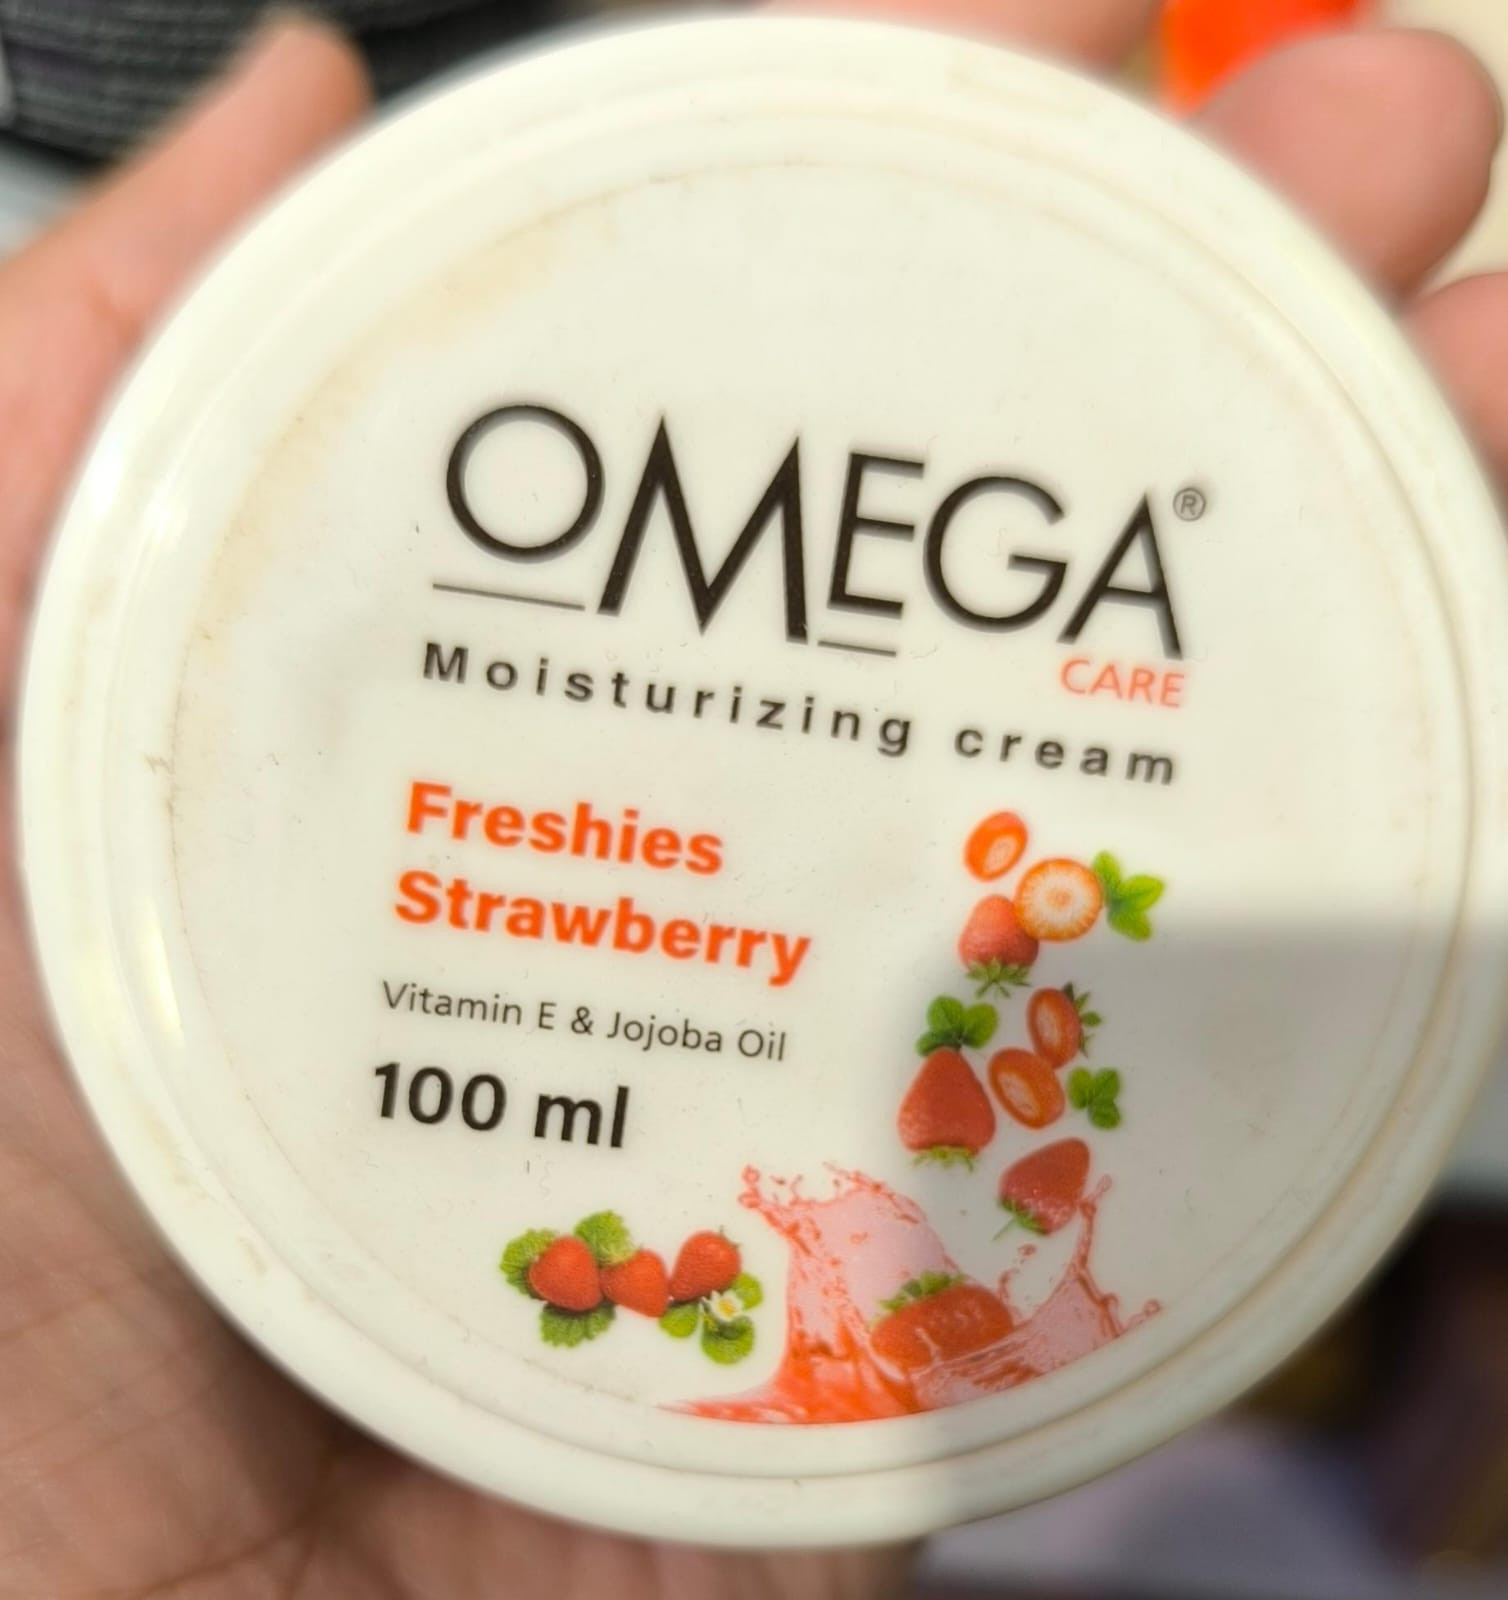 OMEGA®
CARE
Moisturizing cream
Freshies
Strawberry
Vitamin E & Jojoba Oil
100 ml